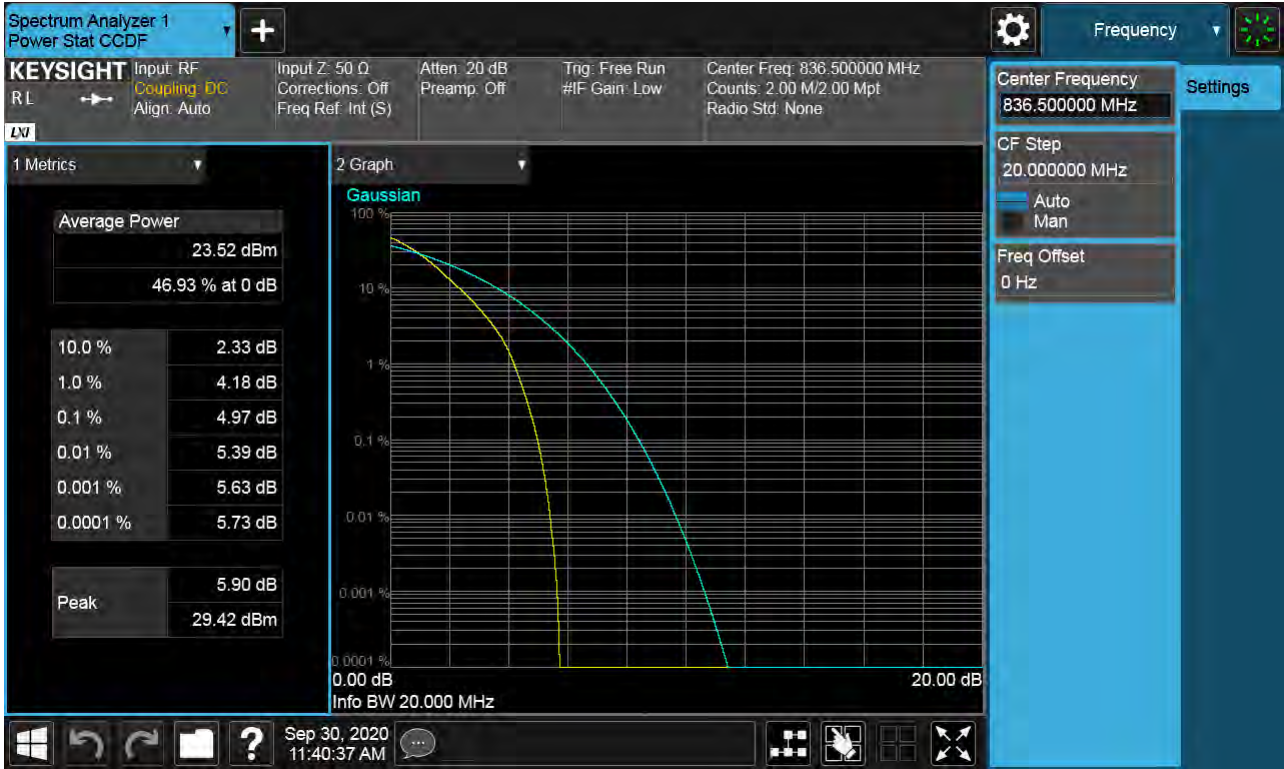 Spectrum Analyzer 1
Power Stat CCDF
Frequency
KEYSIGHT
RL
LXI
Input: RF
Coupling: DC
Align: Auto
Input Z: 50 Ω
Corrections: Off
Freq Ref: Int (S)
Atten: 20 dB
Preamp: Off
Trig: Free Run
#IF Gain: Low
Center Freq: 836.500000 MHz
Counts: 2.00 M/2.00 Mpt
Radio Std: None
Center Frequency
836.500000 MHz
Settings
CF Step
20.000000 MHz
Auto
Man
Freq Offset
0 Hz
1 Metrics
Average Power
23.52 dBm
46.93 % at 0 dB
10.0 % 2.33 dB
1.0 % 4.18 dB
0.1 % 4.97 dB
0.01 % 5.39 dB
0.001 % 5.63 dB
0.0001 % 5.73 dB
Peak
5.90 dB
29.42 dBm
2 Graph
Gaussian
100 %
10 %
1 %
0.1 %
0.01 %
0.001 %
0.0001 %
0.00 dB 20.00 dB
Info BW 20.000 MHz
?
Sep 30, 2020
11:40:37 AM